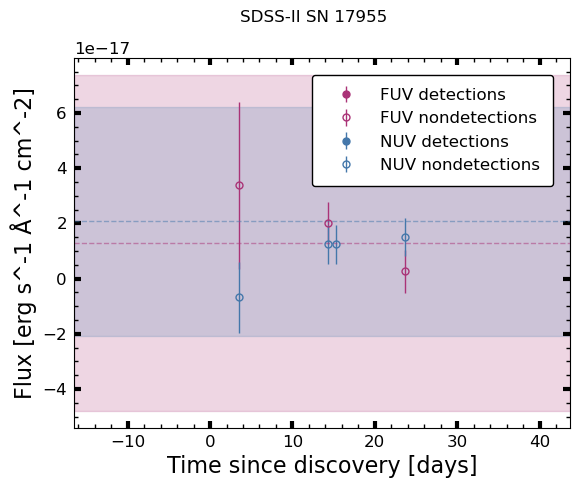 SDSS-II SN 17955
1e−17
FUV detections
FUV nondetections
NUV detections
NUV nondetections
6
4
2
0
−2
−4
Flux [erg s^-1 Å^-1 cm^-2]
−10 0 10 20 30 40
Time since discovery [days]